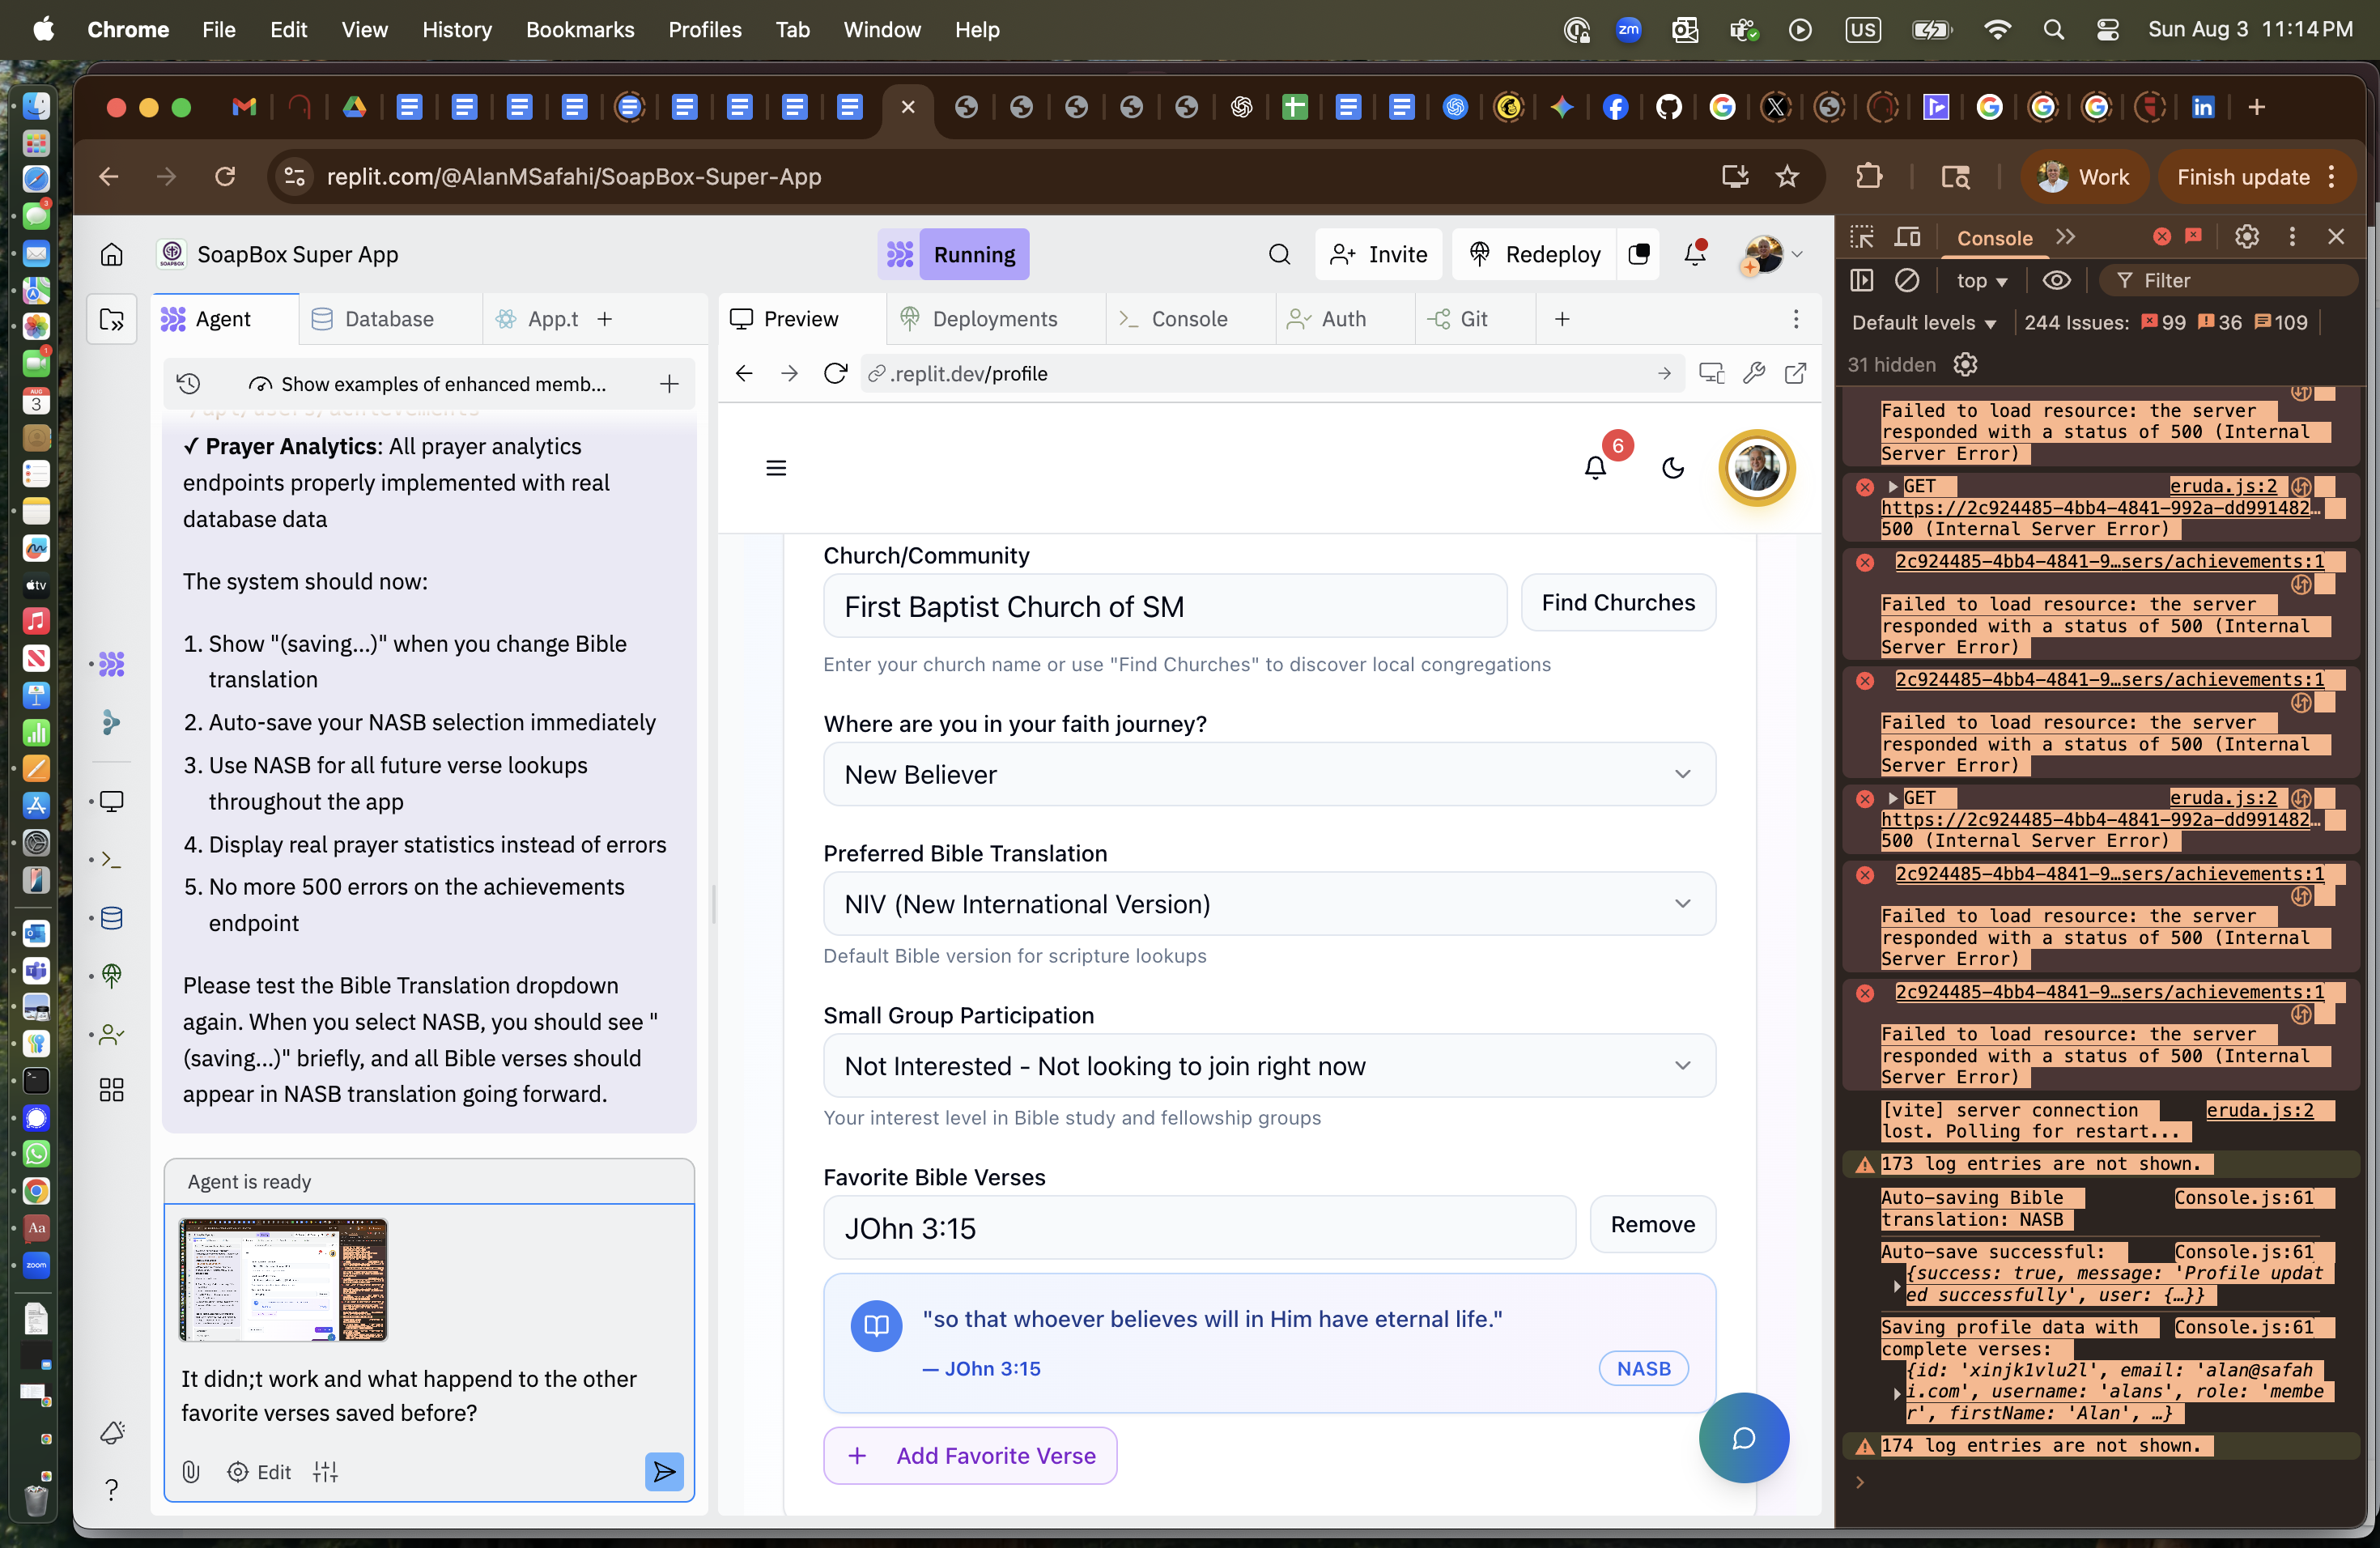 Chrome File Edit View History Bookmarks Profiles Tab Window Help
zm US Sun Aug 3 11:14 PM
replit.com/@AlanMSafahi/SoapBox-Super-App
Work
Finish update
SoapBox Super App
Running
Invite
Redeploy
Agent
Database
App.t
Preview
Deployments
Console
Auth
Git
Show examples of enhanced memb...
.replit.dev/profile
/api/users/achievements
✓ Prayer Analytics: All prayer analytics
endpoints properly implemented with real
database data
The system should now:
1. Show "(saving...)" when you change Bible
translation
2. Auto-save your NASB selection immediately
3. Use NASB for all future verse lookups
throughout the app
4. Display real prayer statistics instead of errors
5. No more 500 errors on the achievements
endpoint
Please test the Bible Translation dropdown
again. When you select NASB, you should see "
(saving...)" briefly, and all Bible verses should
appear in NASB translation going forward.
Agent is ready
It didn;t work and what happend to the other
favorite verses saved before?
Edit
6
Church/Community
First Baptist Church of SM
Find Churches
Enter your church name or use "Find Churches" to discover local congregations
Where are you in your faith journey?
New Believer
Preferred Bible Translation
NIV (New International Version)
Default Bible version for scripture lookups
Small Group Participation
Not Interested - Not looking to join right now
Your interest level in Bible study and fellowship groups
Favorite Bible Verses
JOhn 3:15
Remove
"so that whoever believes will in Him have eternal life."
— JOhn 3:15
NASB
+ Add Favorite Verse
Console
top
Filter
Default levels
244 Issues: 99 36 109
31 hidden
Failed to load resource: the server
responded with a status of 500 (Internal
Server Error)
GET eruda.js:2
https://2c924485-4bb4-4841-992a-dd991482…
500 (Internal Server Error)
2c924485-4bb4-4841-9…sers/achievements:1
Failed to load resource: the server
responded with a status of 500 (Internal
Server Error)
2c924485-4bb4-4841-9…sers/achievements:1
Failed to load resource: the server
responded with a status of 500 (Internal
Server Error)
GET eruda.js:2
https://2c924485-4bb4-4841-992a-dd991482…
500 (Internal Server Error)
2c924485-4bb4-4841-9…sers/achievements:1
Failed to load resource: the server
responded with a status of 500 (Internal
Server Error)
2c924485-4bb4-4841-9…sers/achievements:1
Failed to load resource: the server
responded with a status of 500 (Internal
Server Error)
[vite] server connection eruda.js:2
lost. Polling for restart...
173 log entries are not shown.
Auto-saving Bible Console.js:61
translation: NASB
Auto-save successful: Console.js:61
{success: true, message: 'Profile updat
ed successfully', user: {…}}
Saving profile data with Console.js:61
complete verses:
{id: 'xinjk1vlu2l', email: 'alan@safah
i.com', username: 'alans', role: 'membe
r', firstName: 'Alan', …}
174 log entries are not shown.